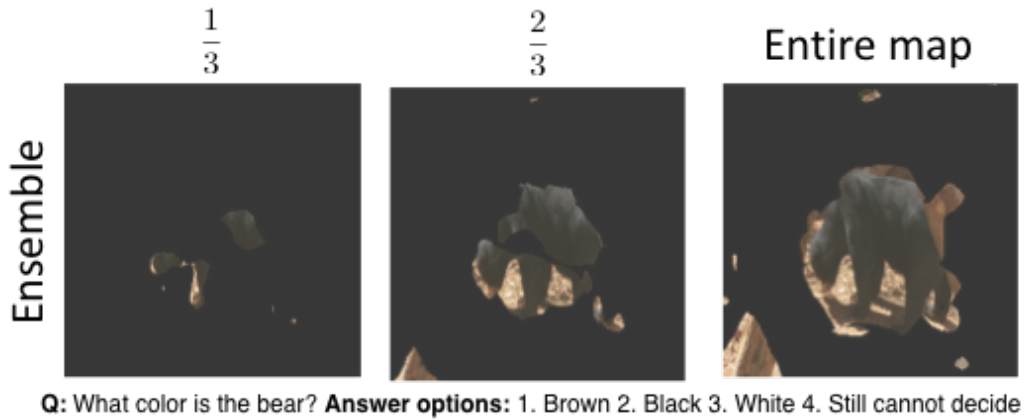 1/3 2/3 Entire map
Ensemble
Q: What color is the bear? Answer options: 1. Brown 2. Black 3. White 4. Still cannot decide